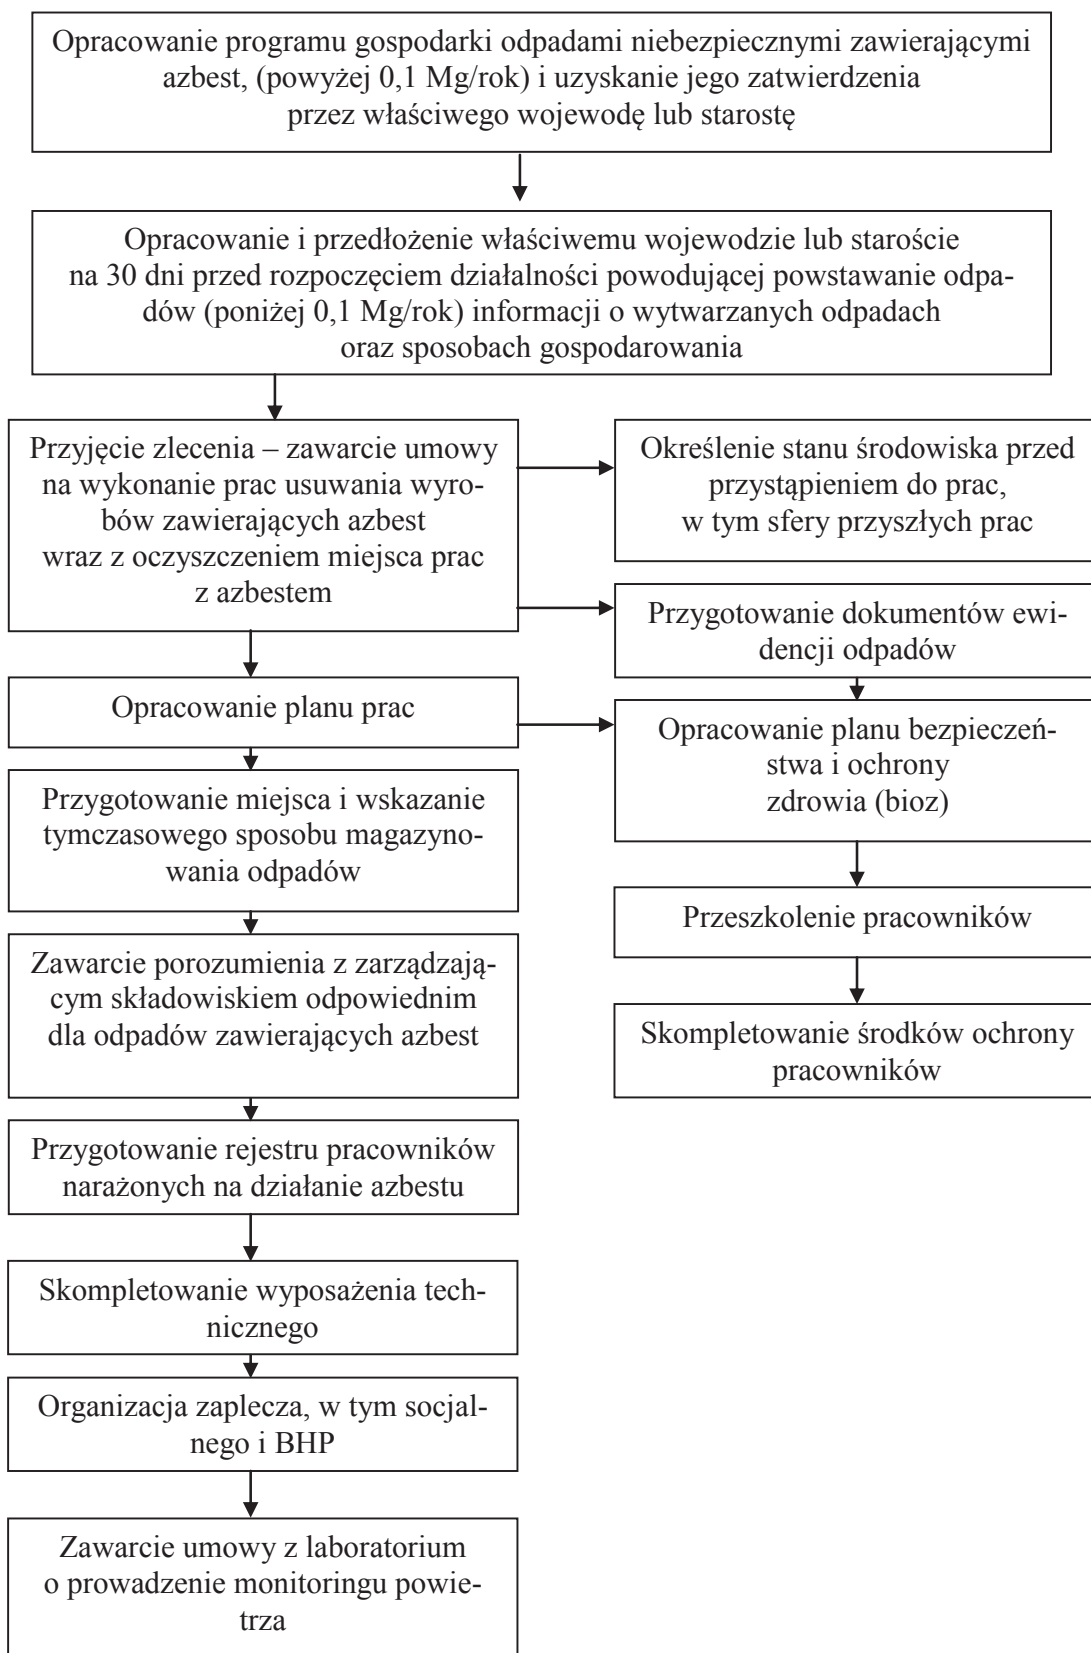 Opracowanie programu gospodarki odpadami niebezpiecznymi zawierającymi
azbest, (powyżej 0,1 Mg/rok) i uzyskanie jego zatwierdzenia
przez właściwego wojewodę lub starostę
Opracowanie i przedłożenie właściwemu wojewodzie lub staroście
na 30 dni przed rozpoczęciem działalności powodującej powstawanie odpa-
dów (poniżej 0,1 Mg/rok) informacji o wytwarzanych odpadach
oraz sposobach gospodarowania
Przyjęcie zlecenia – zawarcie umowy
na wykonanie prac usuwania wyro-
bów zawierających azbest
wraz z oczyszczeniem miejsca prac
z azbestem
Określenie stanu środowiska przed
przystąpieniem do prac,
w tym sfery przyszłych prac
Przygotowanie dokumentów ewi-
dencji odpadów
Opracowanie planu prac
Opracowanie planu bezpieczeń-
stwa i ochrony
zdrowia (bioz)
Przygotowanie miejsca i wskazanie
tymczasowego sposobu magazyno-
wania odpadów
Przeszkolenie pracowników
Zawarcie porozumienia z zarządzają-
cym składowiskiem odpowiednim
dla odpadów zawierających azbest
Skompletowanie środków ochrony
pracowników
Przygotowanie rejestru pracowników
narażonych na działanie azbestu
Skompletowanie wyposażenia tech-
nicznego
Organizacja zaplecza, w tym socjal-
nego i BHP
Zawarcie umowy z laboratorium
o prowadzenie monitoringu powie-
trza